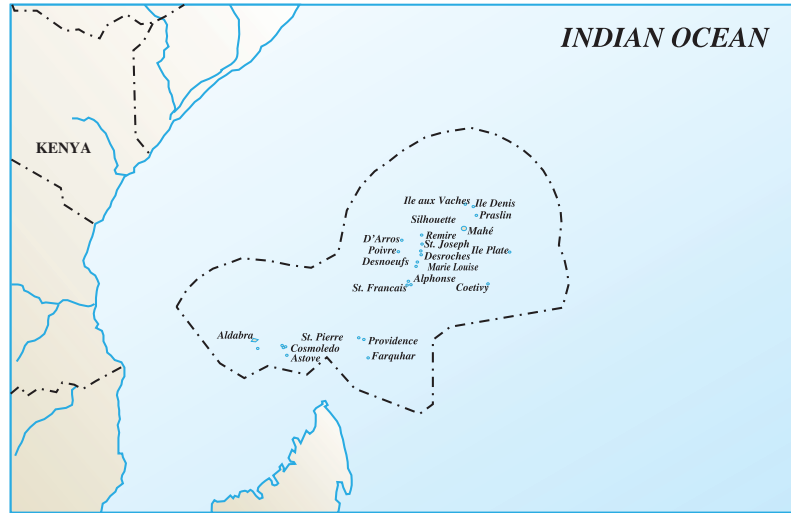 INDIAN OCEAN
KENYA
Ile aux Vaches
Ile Denis
Praslin
Silhouette
Mahé
Remire
D'Arros
St. Joseph
Poivre
Ile Plate
Desroches
Desnoeufs
Marie Louise
Alphonse
St. Francais
Coetivy
Aldabra
St. Pierre
Providence
Cosmoledo
Astove
Farquhar